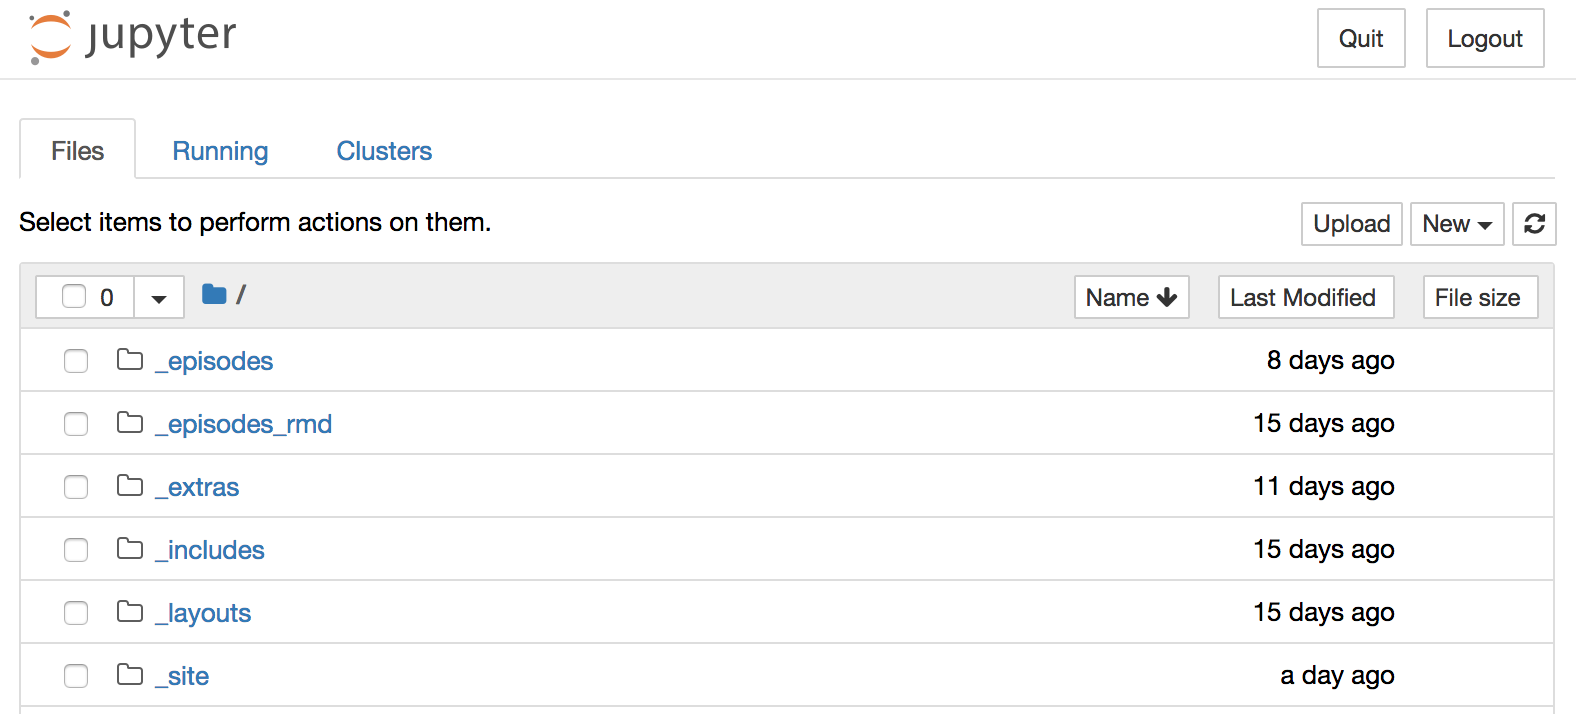 jupyter
Quit Logout
Files Running Clusters
Select items to perform actions on them.
Upload New
0 / Name Last Modified File size
_episodes 8 days ago
_episodes_rmd 15 days ago
_extras 11 days ago
_includes 15 days ago
_layouts 15 days ago
_site a day ago